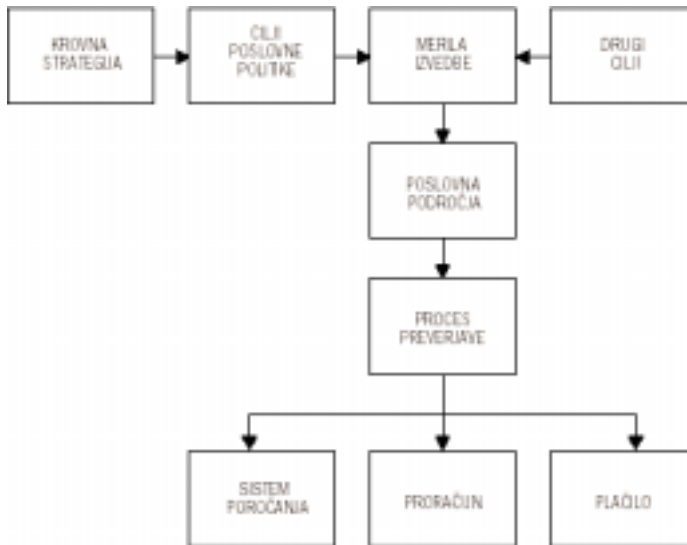 KROVNA
STRATEGIJA
CILJI
POSLOVNE
POLITIKE
MERILA
IZVEDBE
DRUGI
CILJI
POSLOVNA
PODROČJA
PROCES
PREVERJAVE
SISTEM
POROČANJA
PRORAČUN
PLAČILO